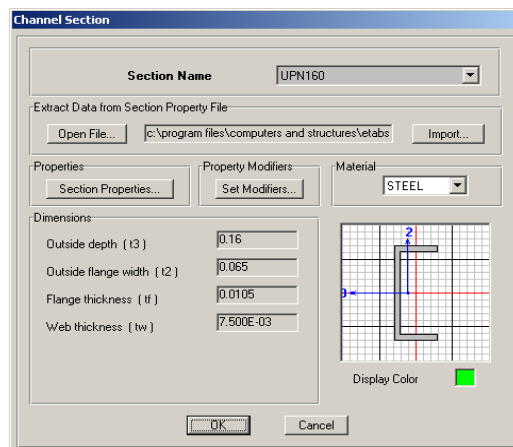 Channel Section
Section Name UPN160
Extract Data from Section Property File
Open File... c:\program files\computers and structures\etabs Import...
Properties Property Modifiers Material
Section Properties... Set Modifiers... STEEL
Dimensions
Outside depth ( t3 ) 0.16
Outside flange width ( t2 ) 0.065
Flange thickness ( tf ) 0.0105
Web thickness ( tw ) 7.500E-03
2
3
Display Color
OK Cancel